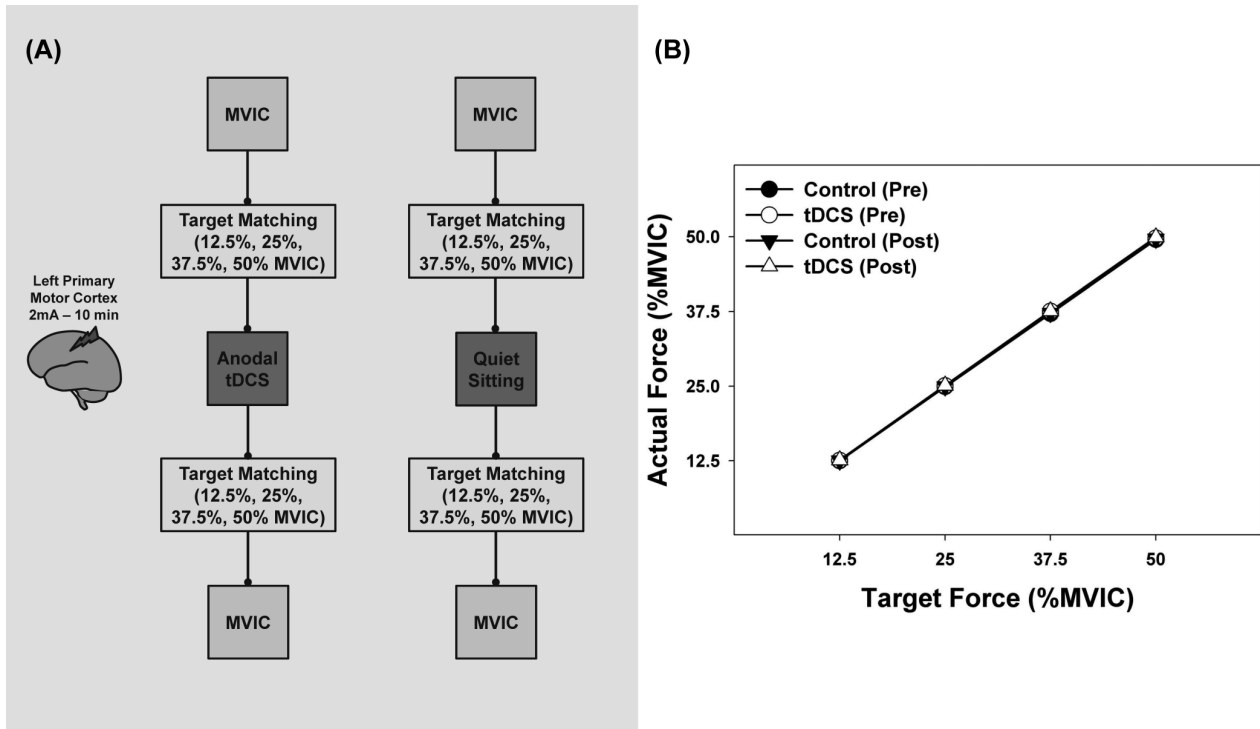 (A)
MVIC
MVIC
Target Matching
(12.5%, 25%,
37.5%, 50% MVIC)
Target Matching
(12.5%, 25%,
37.5%, 50% MVIC)
Left Primary
Motor Cortex
2mA – 10 min
Anodal
tDCS
Quiet
Sitting
Target Matching
(12.5%, 25%,
37.5%, 50% MVIC)
Target Matching
(12.5%, 25%,
37.5%, 50% MVIC)
MVIC
MVIC
(B)
Control (Pre)
tDCS (Pre)
Control (Post)
tDCS (Post)
Actual Force (%MVIC)
50.0
37.5
25.0
12.5
12.5 25 37.5 50
Target Force (%MVIC)